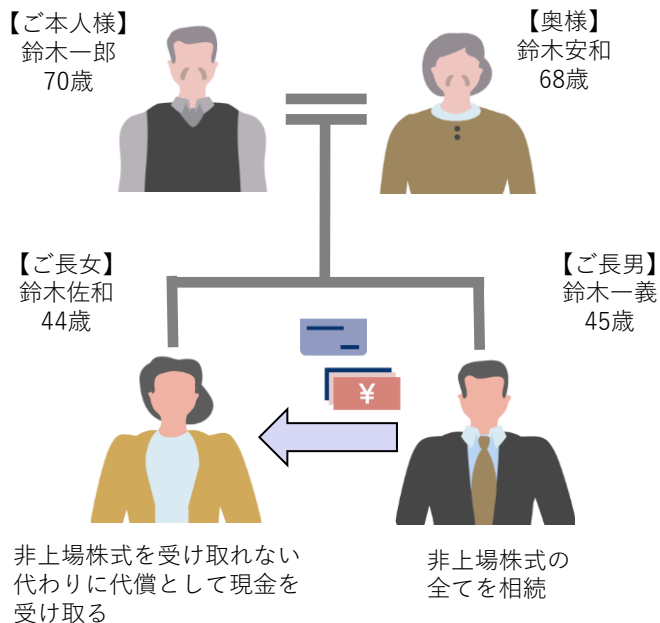 【ご本人様】
鈴木一郎
70歳
【奥様】
鈴木安和
68歳
【ご長女】
鈴木佐和
44歳
【ご長男】
鈴木一義
45歳
¥
非上場株式を受け取れない
代わりに代償として現金を
受け取る
非上場株式の
全てを相続